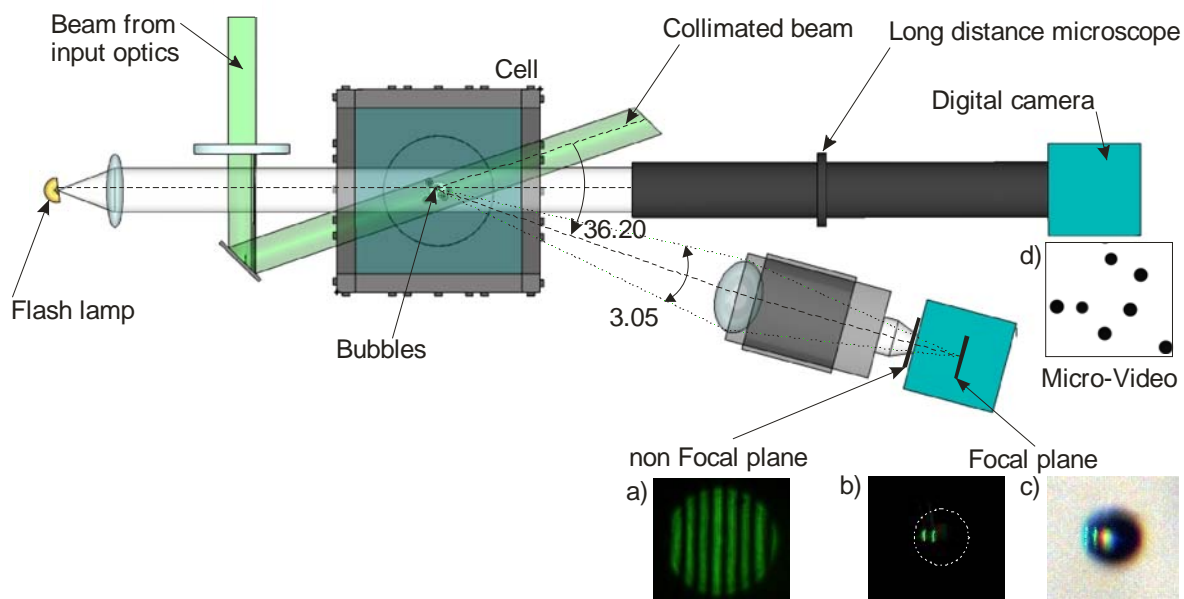 Beam from
input optics
Collimated beam
Long distance microscope
Cell
Digital camera
36.20
d)
Flash lamp
3.05
Bubbles
Micro-Video
non Focal plane
Focal plane
a)
b)
c)